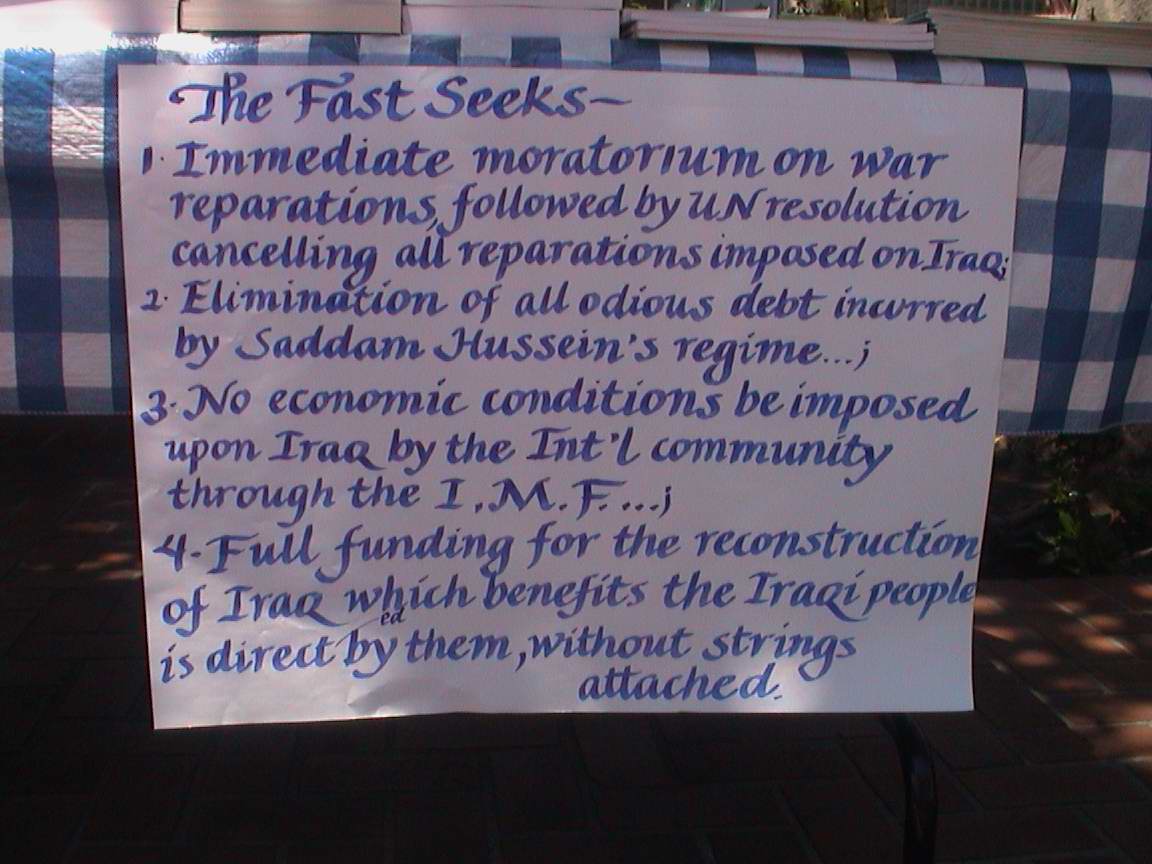 The Fast Seeks~
1. Immediate moratorium on war
reparations, followed by UN resolution
cancelling all reparations imposed on Iraq;
2. Elimination of all odious debt incurred
by Saddam Hussein's regime...;
3. No economic conditions be imposed
upon Iraq by the Int'l community
through the I.M.F. ...;
4. Full funding for the reconstruction
of Iraq which benefits the Iraqi people
is directed by them, without strings
attached.